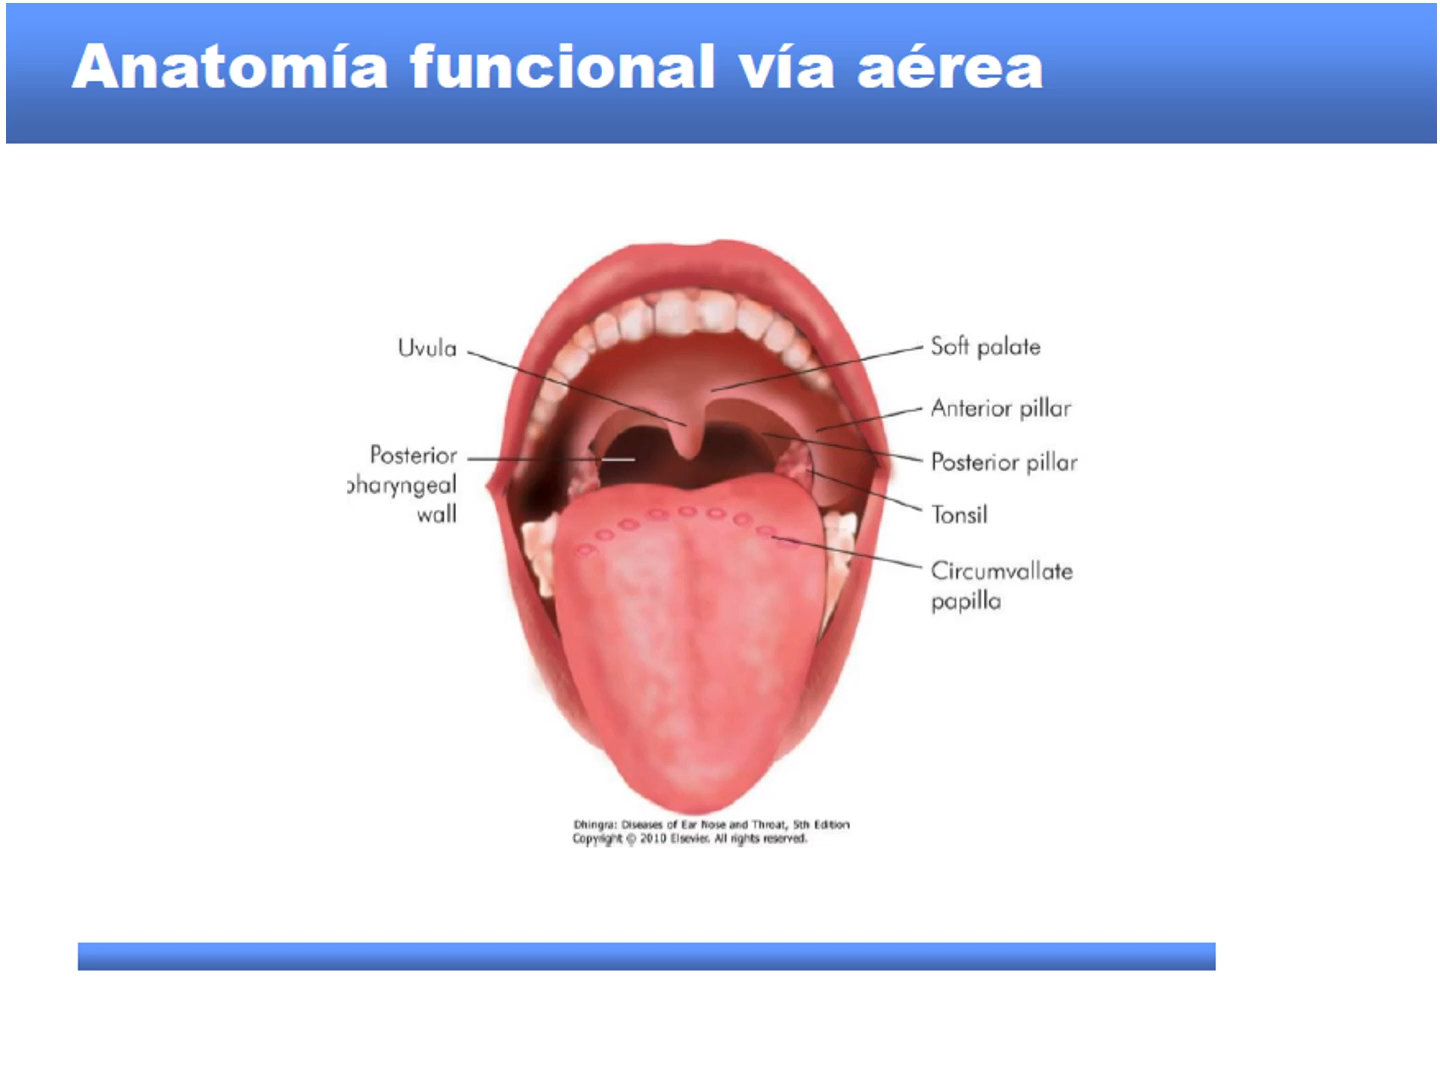 Anatomía funcional vía aérea
Uvula
Posterior
pharyngeal
wall
Soft palate
Anterior pillar
Posterior pillar
Tonsil
Circumvallate
papilla
Dhingra: Diseases of Ear Nose and Throat, 5th Edition
Copyright © 2010 Elsevier. All rights reserved.